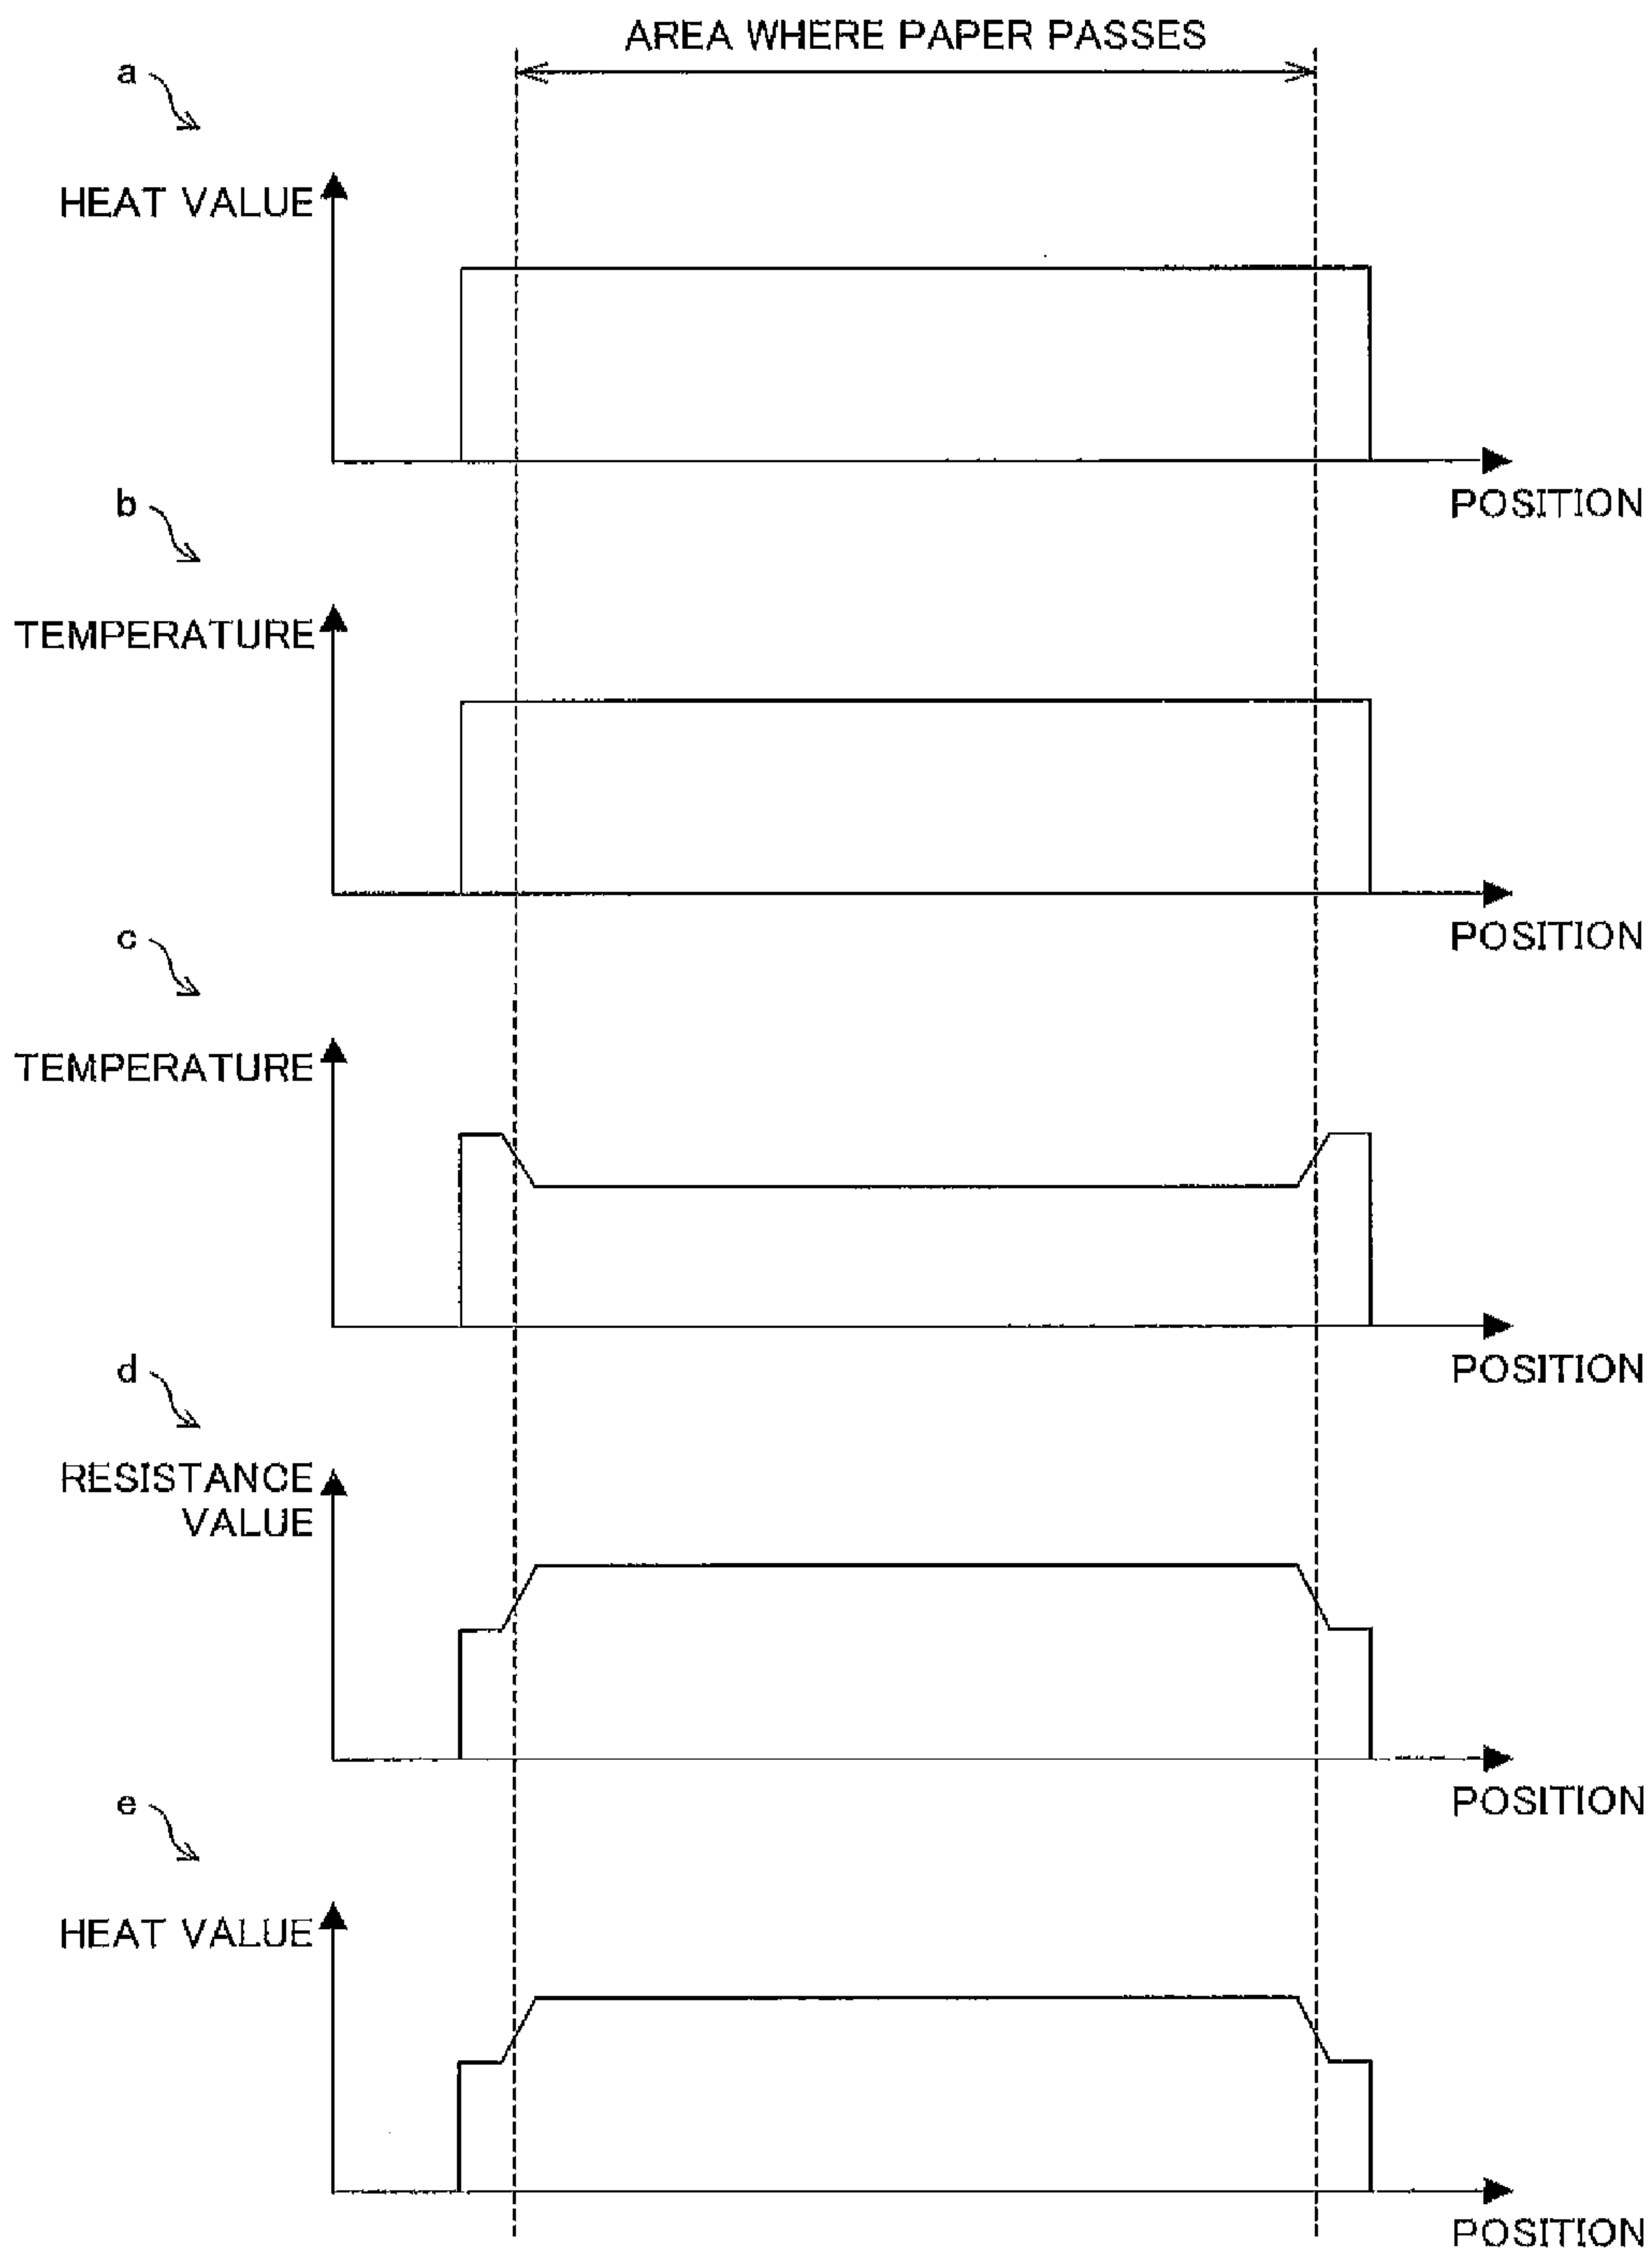 AREA WHERE PAPER PASSES
a
HEAT VALUE
POSITION
b
TEMPERATURE
POSITION
c
TEMPERATURE
POSITION
d
RESISTANCE
VALUE
POSITION
e
HEAT VALUE
POSITION